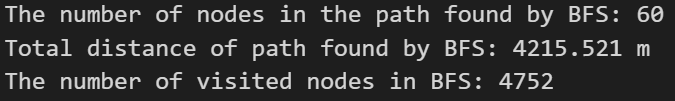 The number of nodes in the path found by BFS: 60
Total distance of path found by BFS: 4215.521 m
The number of visited nodes in BFS: 4752